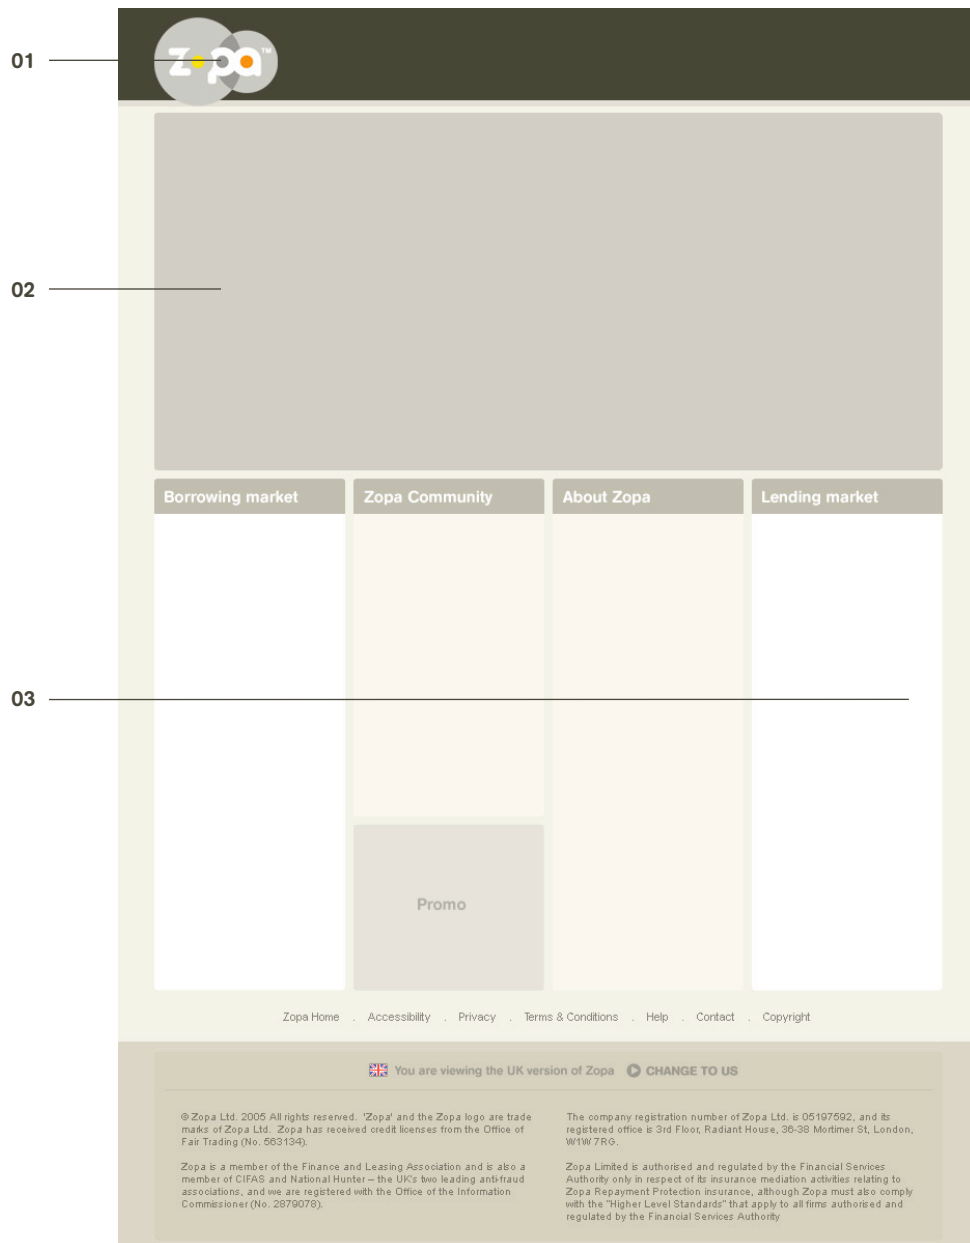 01
zopa™
02
Borrowing market
Zopa Community
About Zopa
Lending market
03
Promo
Zopa Home . Accessibility . Privacy . Terms & Conditions . Help . Contact . Copyright
You are viewing the UK version of Zopa CHANGE TO US
© Zopa Ltd. 2005 All rights reserved. 'Zopa' and the Zopa logo are trade
marks of Zopa Ltd. Zopa has received credit licenses from the Office of
Fair Trading (No. 563134).
Zopa is a member of the Finance and Leasing Association and is also a
member of CIFAS and National Hunter – the UK's two leading anti-fraud
associations, and we are registered with the Office of the Information
Commissioner (No. 2879078).
The company registration number of Zopa Ltd. is 05197592, and its
registered office is 3rd Floor, Radiant House, 36-38 Mortimer St, London,
W1W 7RG.
Zopa Limited is authorised and regulated by the Financial Services
Authority only in respect of its insurance mediation activities relating to
Zopa Repayment Protection insurance, although Zopa must also comply
with the "Higher Level Standards" that apply to all firms authorised and
regulated by the Financial Services Authority